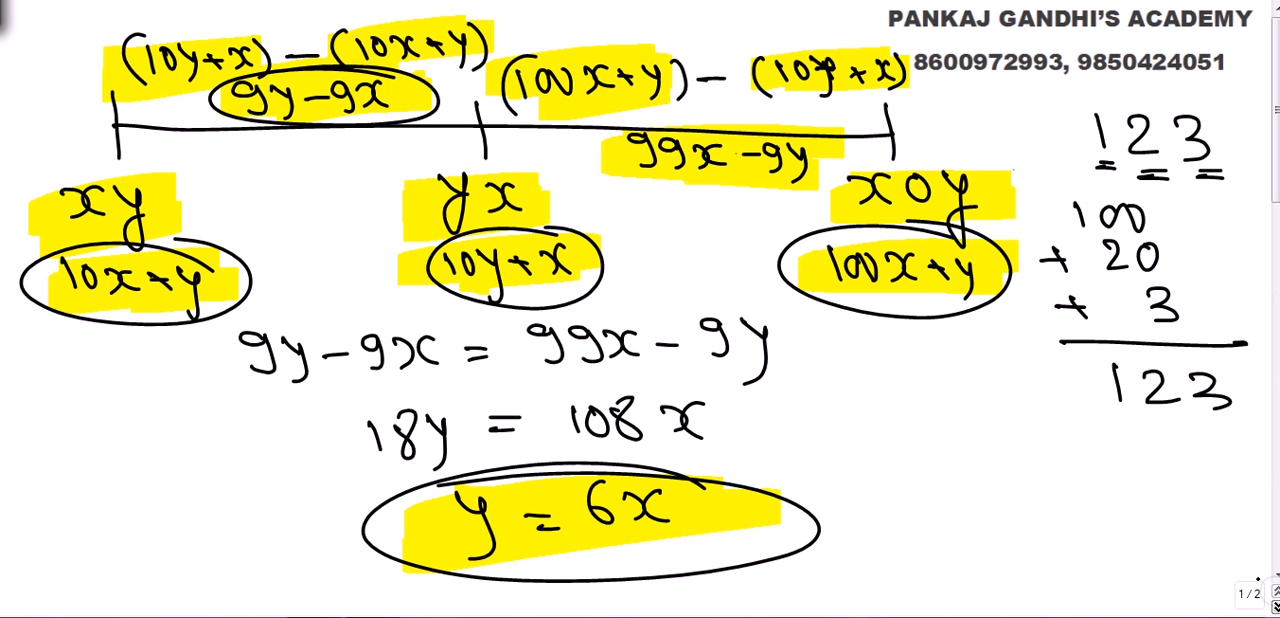 PANKAJ GANDHI'S ACADEMY
8600972993, 9850424051
(10y+x) - (10x+y)
9y-9x
(100x+y) - (10y+x)
99x-9y
xy
yx
x0y
10x+y
10y+x
100x+y
9y-9x = 99x-9y
18y = 108x
y = 6x
123
100
+ 20
+ 3
123
1/2